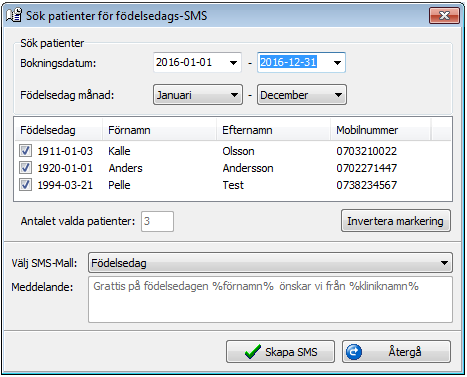 Sök patienter för födelsedags-SMS
Sök patienter
Bokningsdatum: 2016-01-01 - 2016-12-31
Födelsedag månad: Januari - December
Födelsedag Förnamn Efternamn Mobilnummer
1911-01-03 Kalle Olsson 0703210022
1920-01-01 Anders Andersson 0702271447
1994-03-21 Pelle Test 0738234567
Antalet valda patienter: 3 Invertera markering
Välj SMS-Mall: Födelsedag
Meddelande: Grattis på födelsedagen %förnamn% önskar vi från %kliniknamn%
Skapa SMS Återgå